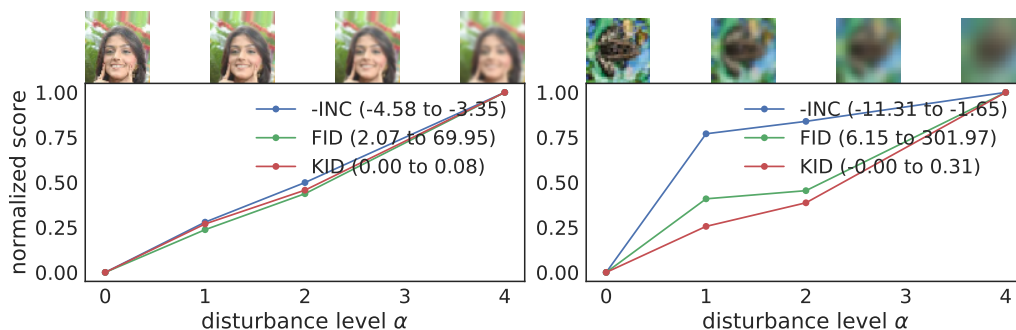 normalized score
1.00
0.75
0.50
0.25
0.00
-INC (-4.58 to -3.35)
FID (2.07 to 69.95)
KID (0.00 to 0.08)
0 1 2 3 4
disturbance level α
1.00
0.75
0.50
0.25
0.00
-INC (-11.31 to -1.65)
FID (6.15 to 301.97)
KID (-0.00 to 0.31)
0 1 2 3 4
disturbance level α